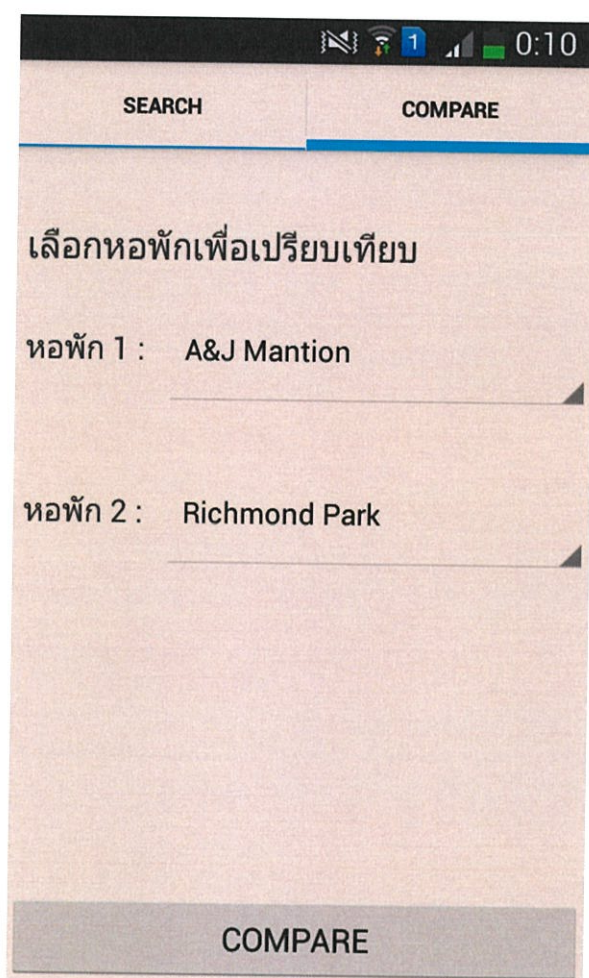 1 0:10
SEARCH COMPARE
เลือกหอพักเพื่อเปรียบเทียบ
หอพัก 1 : A&J Mantion
หอพัก 2 : Richmond Park
COMPARE